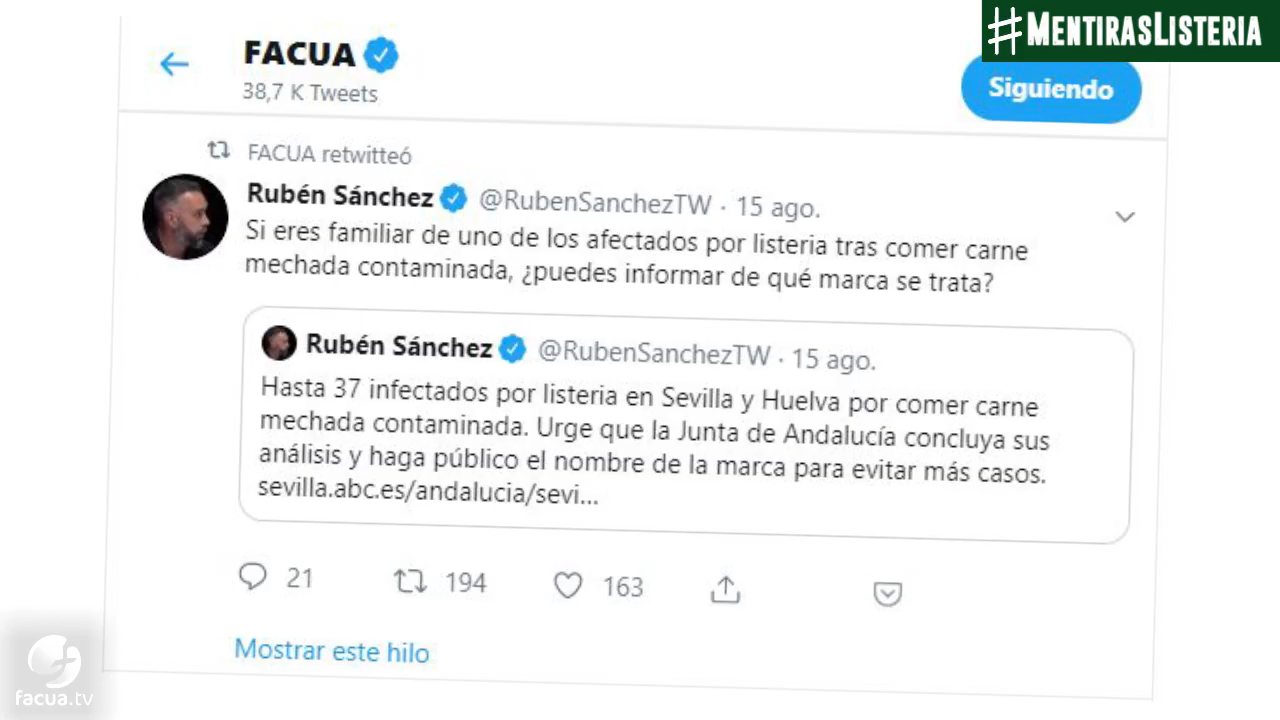 #MENTIRASLISTERIA
FACUA
38,7 K Tweets
Siguiendo
FACUA retwitteó
Rubén Sánchez @RubenSanchezTW · 15 ago.
Si eres familiar de uno de los afectados por listeria tras comer carne
mechada contaminada, ¿puedes informar de qué marca se trata?
Rubén Sánchez @RubenSanchezTW · 15 ago.
Hasta 37 infectados por listeria en Sevilla y Huelva por comer carne
mechada contaminada. Urge que la Junta de Andalucía concluya sus
análisis y haga público el nombre de la marca para evitar más casos.
sevilla.abc.es/andalucia/sevi...
21 194 163
Mostrar este hilo
facua.tv